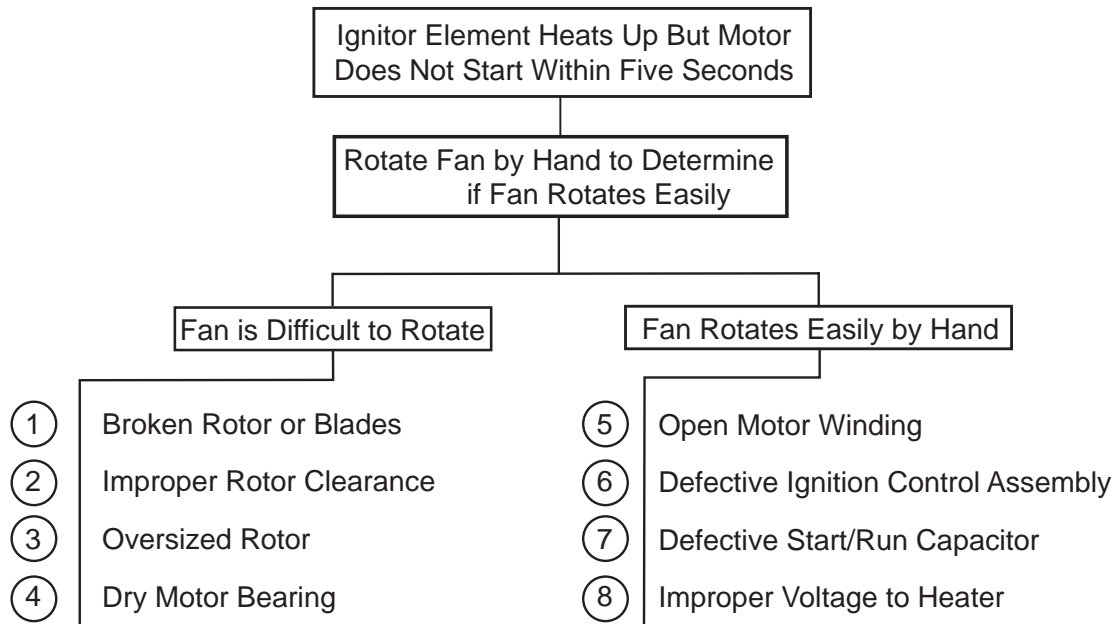 Ignitor Element Heats Up But Motor
Does Not Start Within Five Seconds
Rotate Fan by Hand to Determine
if Fan Rotates Easily
Fan is Difficult to Rotate
1 Broken Rotor or Blades
2 Improper Rotor Clearance
3 Oversized Rotor
4 Dry Motor Bearing
Fan Rotates Easily by Hand
5 Open Motor Winding
6 Defective Ignition Control Assembly
7 Defective Start/Run Capacitor
8 Improper Voltage to Heater